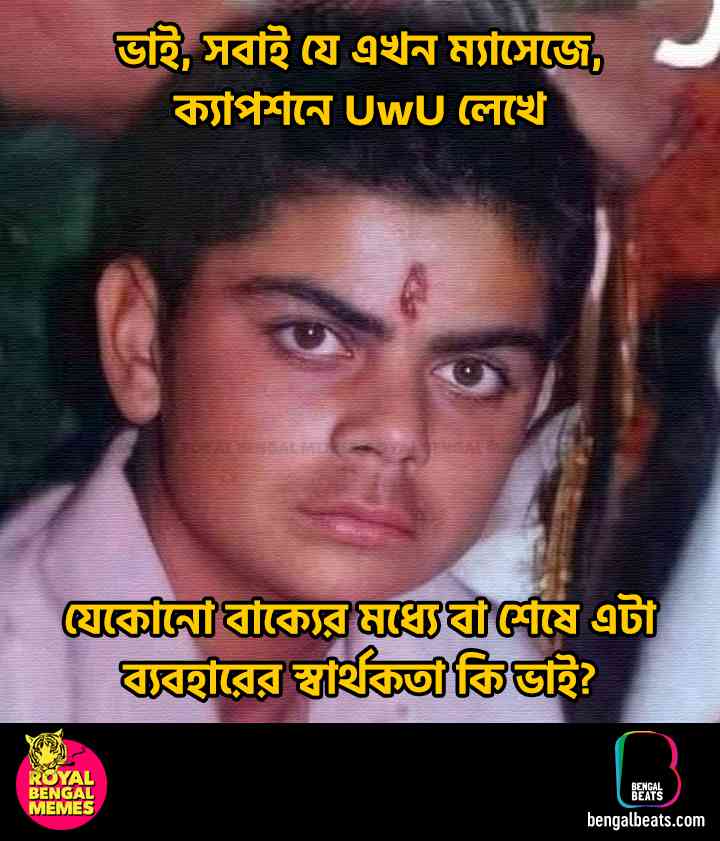 ভাই, সবাই যে এখন ম্যাসেজে,
ক্যাপশনে UwU লেখে
যেকোনো বাক্যের মধ্যে বা শেষে এটা
ব্যবহারের স্বার্থকতা কি ভাই?
ROYAL
BENGAL
MEMES
BENGAL
BEATS
bengalbeats.com